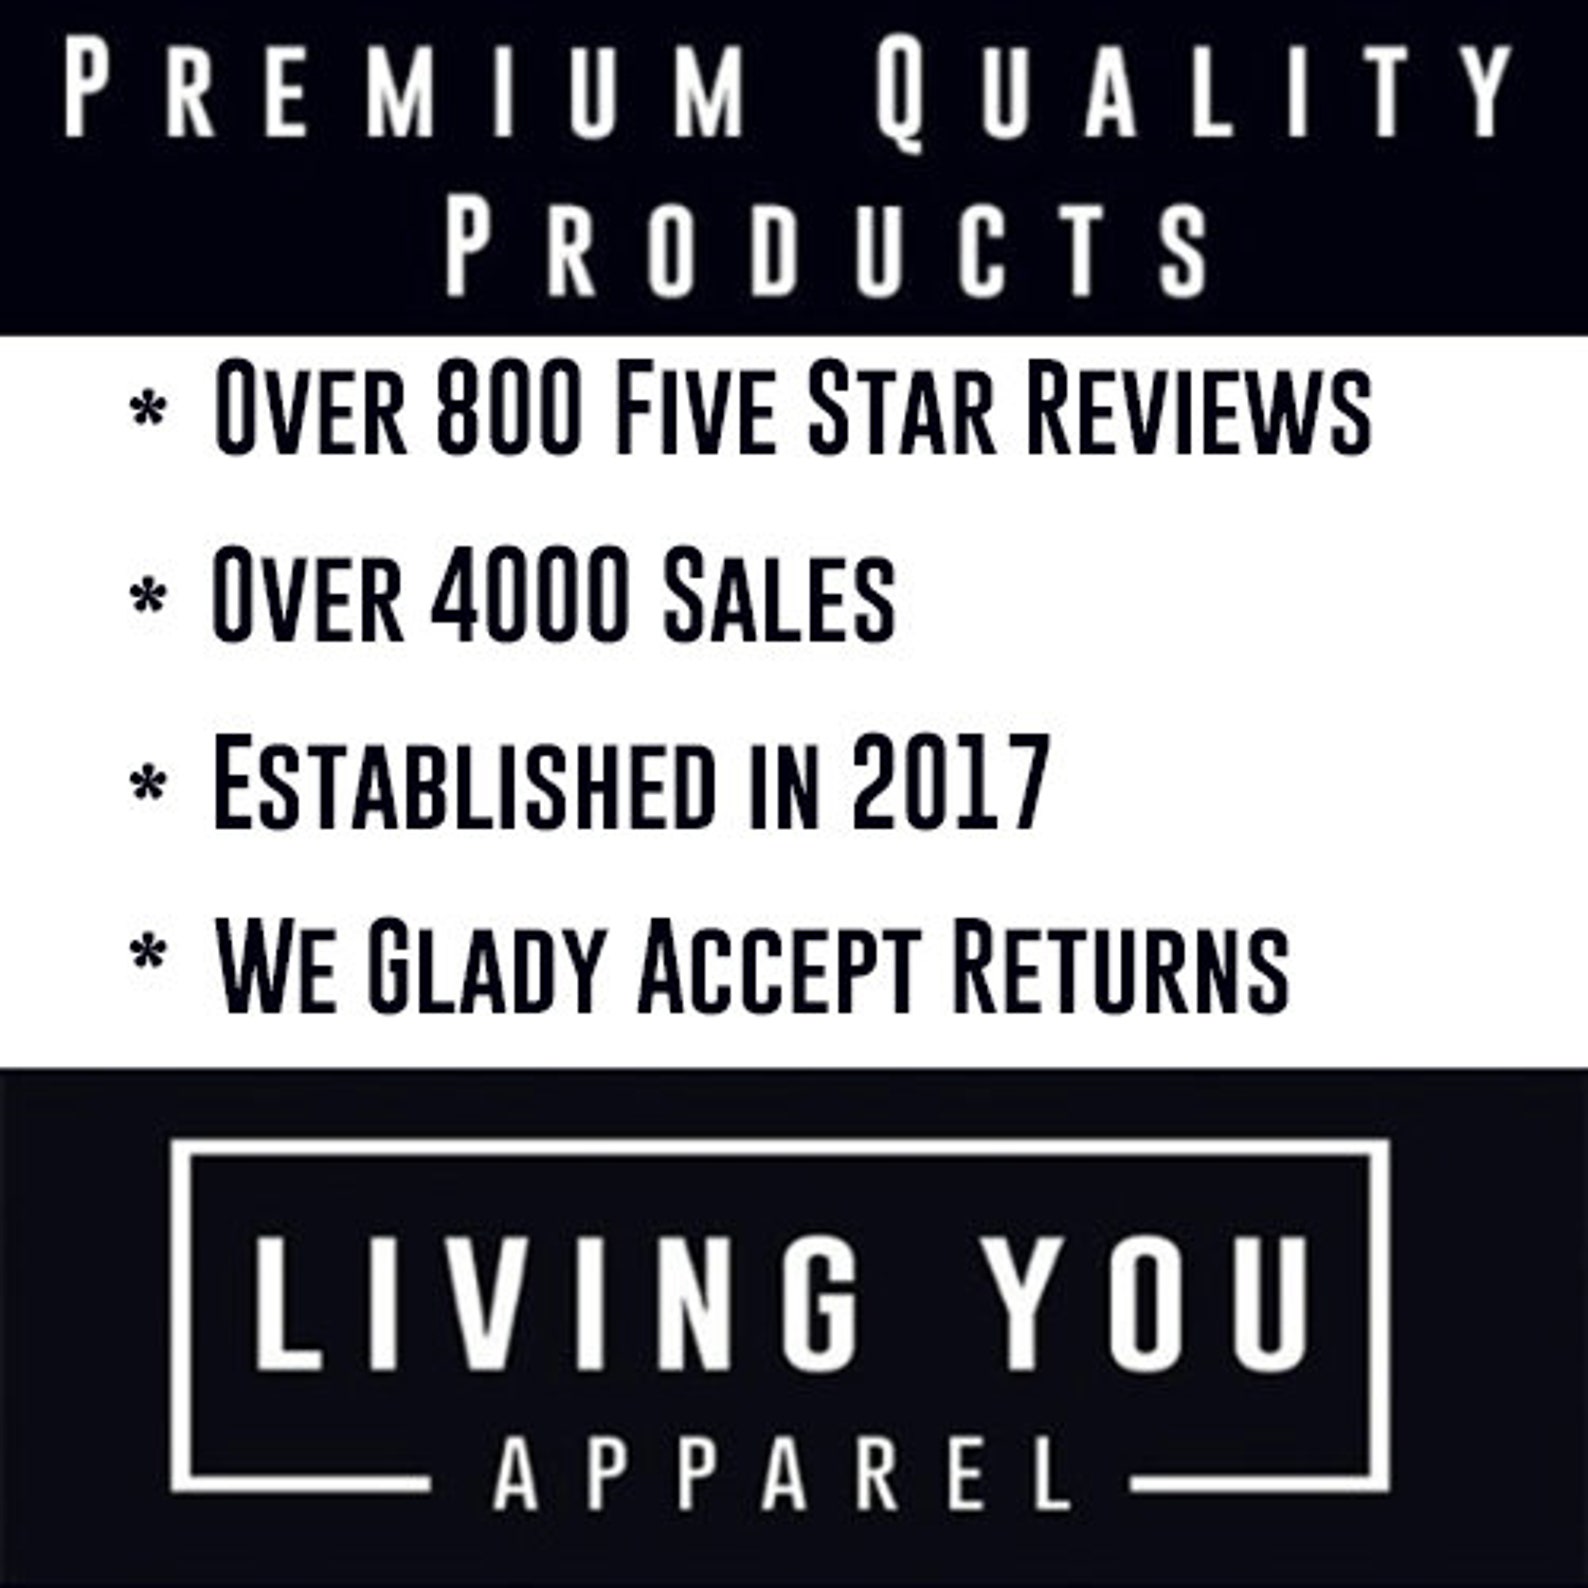 Premium Quality
Products
* Over 800 Five Star Reviews
* Over 4000 Sales
* Established in 2017
* We Glady Accept Returns
LIVING YOU
APPAREL